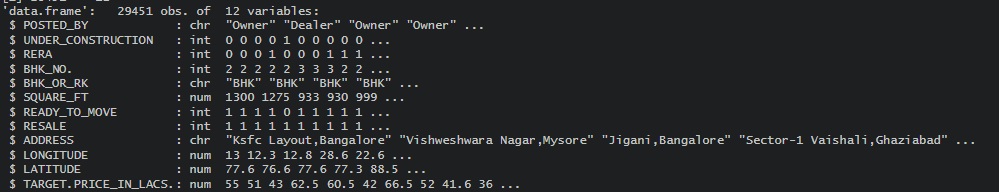 'data.frame':   29451 obs. of  12 variables:
 $ POSTED_BY            : chr  "Owner" "Dealer" "Owner" "Owner" ...
 $ UNDER_CONSTRUCTION   : int  0 0 0 0 1 0 0 0 0 0 ...
 $ RERA                 : int  0 0 0 1 0 0 0 1 1 1 ...
 $ BHK_NO.              : int  2 2 2 2 2 3 3 3 2 2 ...
 $ BHK_OR_RK            : chr  "BHK" "BHK" "BHK" "BHK" ...
 $ SQUARE_FT            : num  1300 1275 933 930 999 ...
 $ READY_TO_MOVE        : int  1 1 1 1 0 1 1 1 1 1 ...
 $ RESALE               : int  1 1 1 1 1 1 1 1 1 1 ...
 $ ADDRESS              : chr  "Ksfc Layout,Bangalore" "Vishweshwara Nagar,Mysore" "Jigani,Bangalore" "Sector-1 Vaishali,Ghaziabad" ...
 $ LONGITUDE            : num  13 12.3 12.8 28.6 22.6 ...
 $ LATITUDE             : num  77.6 76.6 77.6 77.3 88.5 ...
 $ TARGET.PRICE_IN_LACS.: num  55 51 43 62.5 60.5 42 66.5 52 41.6 36 ...